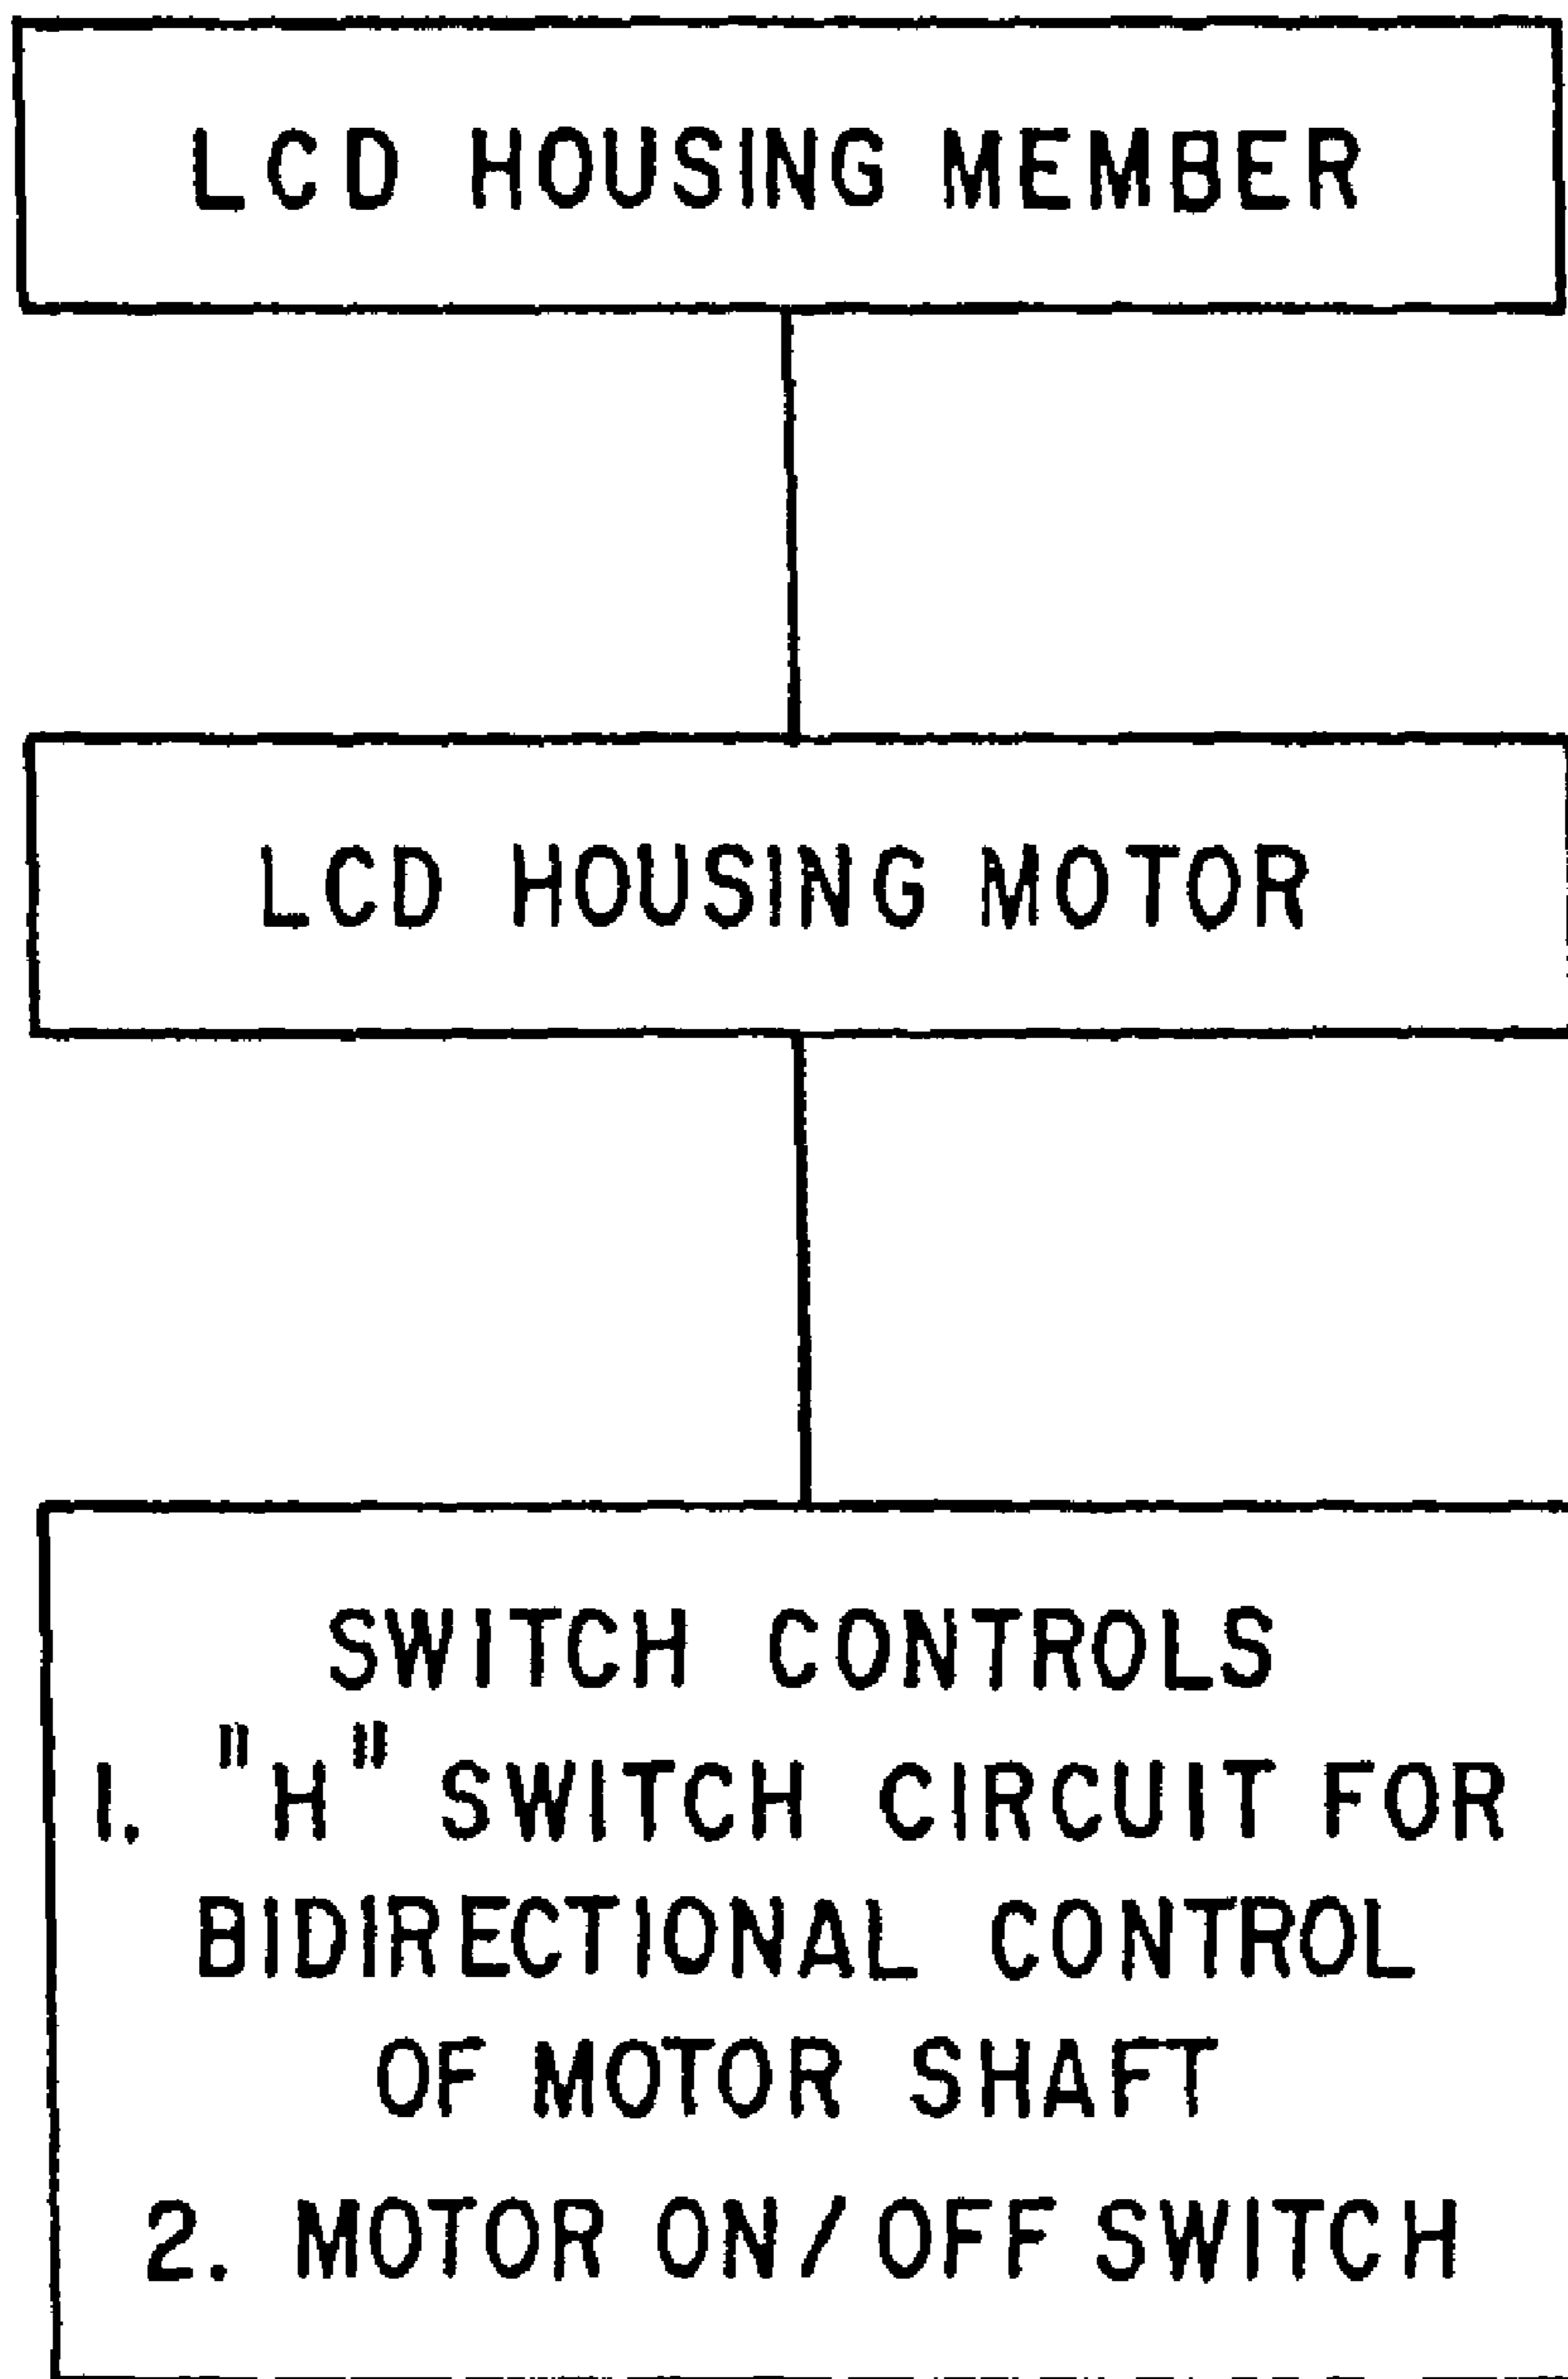 LCD HOUSING MEMBER
LCD HOUSING MOTOR
SWITCH CONTROLS
1. "H" SWITCH CIRCUIT FOR
BIDIRECTIONAL CONTROL
OF MOTOR SHAFT
2. MOTOR ON/OFF SWITCH